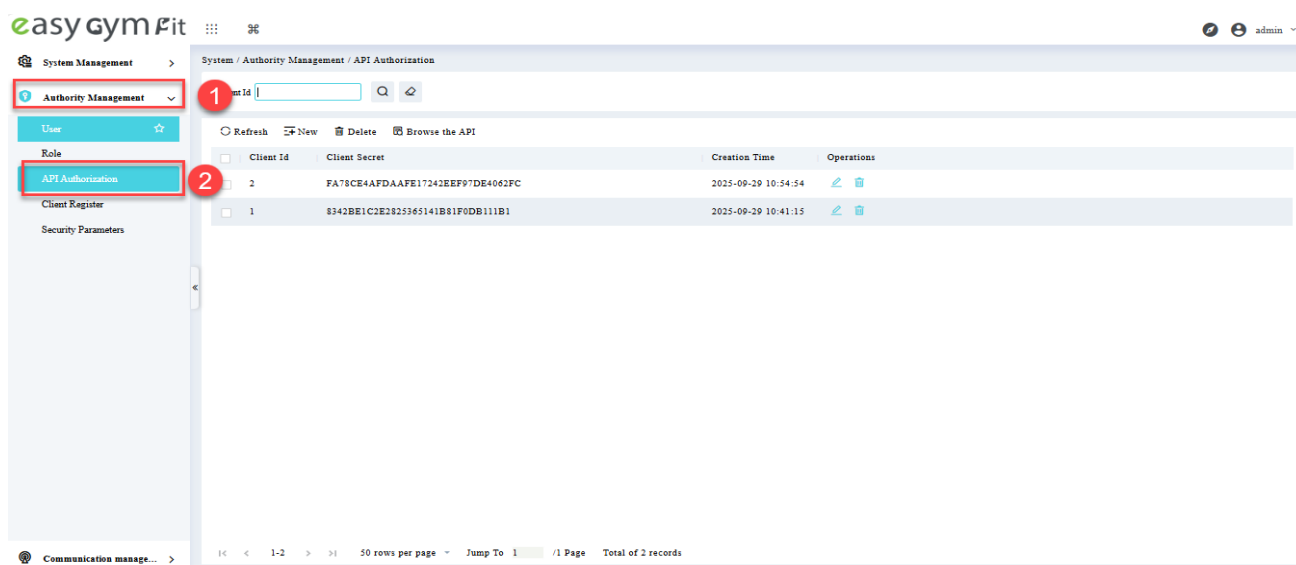 easy Gym Fit
admin
System Management
System / Authority Management / API Authorization
Authority Management
1
nt Id
User
Refresh New Delete Browse the API
Role
Client Id Client Secret Creation Time Operations
API Authorization
2
2 FA78CE4AFDAAFE17242EEF97DE4062FC 2025-09-29 10:54:54
Client Register
1 8342BE1C2E2825365141B81F0DB111B1 2025-09-29 10:41:15
Security Parameters
Communication manage...
1-2 50 rows per page Jump To 1 /1 Page Total of 2 records